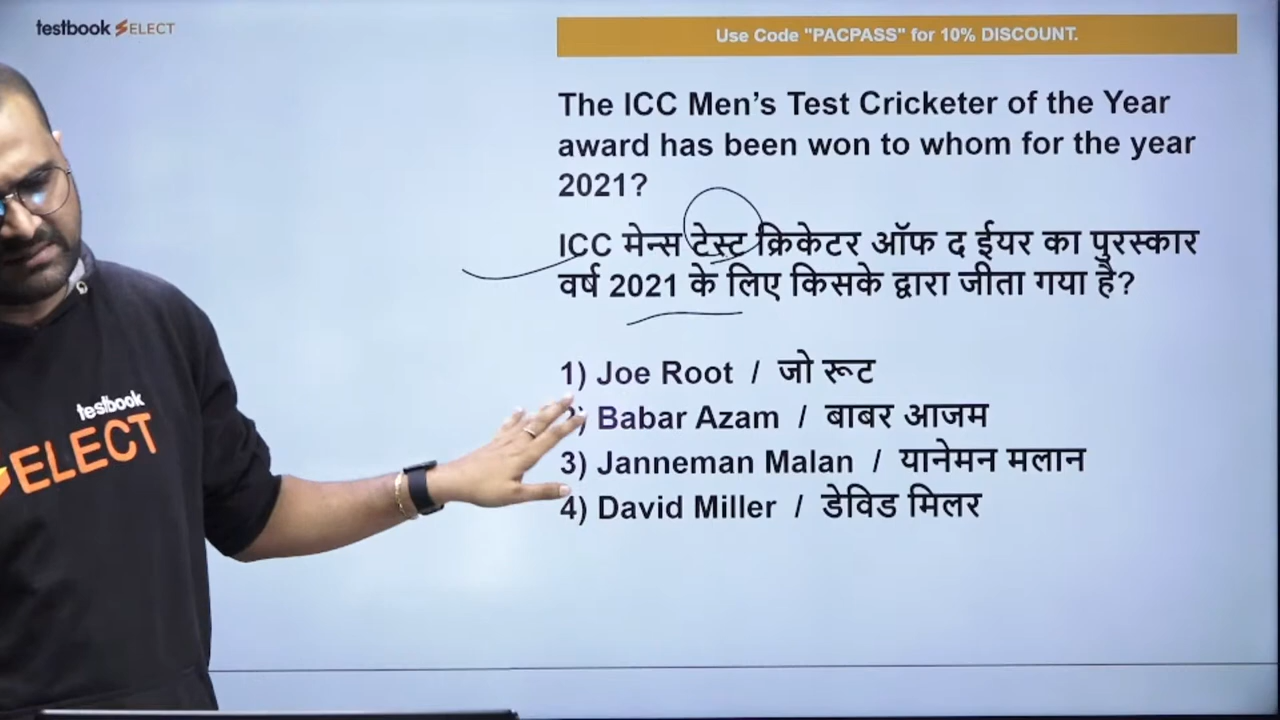 testbook SELECT
Use Code "PACPASS" for 10% DISCOUNT.
The ICC Men's Test Cricketer of the Year
award has been won to whom for the year
2021?
ICC मेन्स टेस्ट क्रिकेटर ऑफ द ईयर का पुरस्कार
वर्ष 2021 के लिए किसके द्वारा जीता गया है?
1) Joe Root / जो रूट
2) Babar Azam / बाबर आजम
3) Janneman Malan / यानेमन मलान
4) David Miller / डेविड मिलर
testbook
SELECT